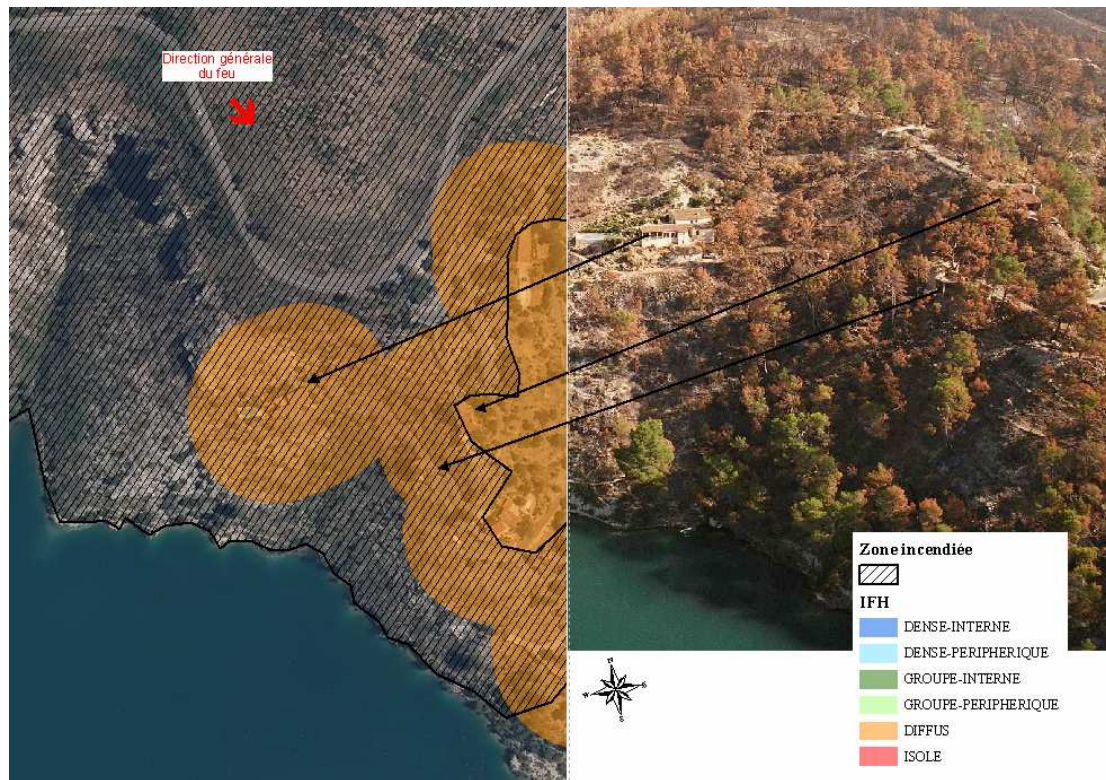 Direction générale
du feu
Zone incendiée
IFH
DENSE-INTERNE
DENSE-PERIPHERIQUE
GROUPE-INTERNE
GROUPE-PERIPHERIQUE
DIFFUS
ISOLE
N
E
S
W